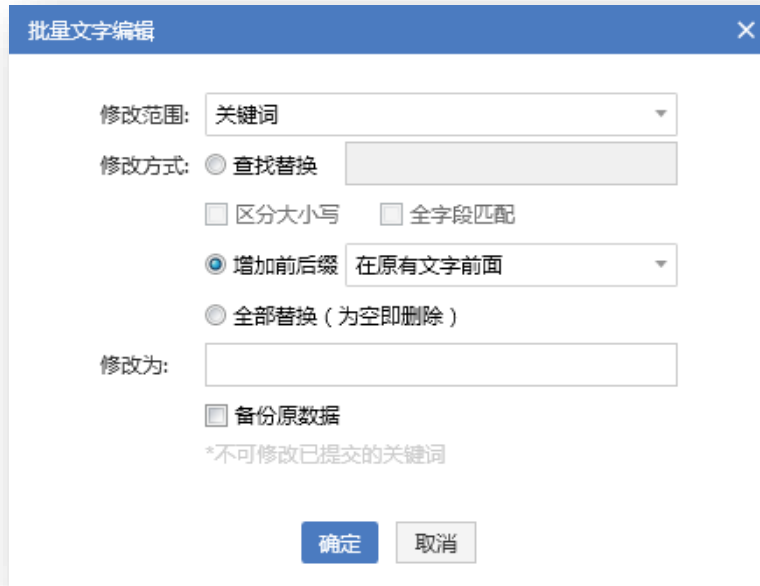 批量文字编辑
修改范围: 关键词
修改方式: 查找替换
区分大小写 全字段匹配
增加前后缀 在原有文字前面
全部替换（为空即删除）
修改为:
备份原数据
*不可修改已提交的关键词
确定 取消